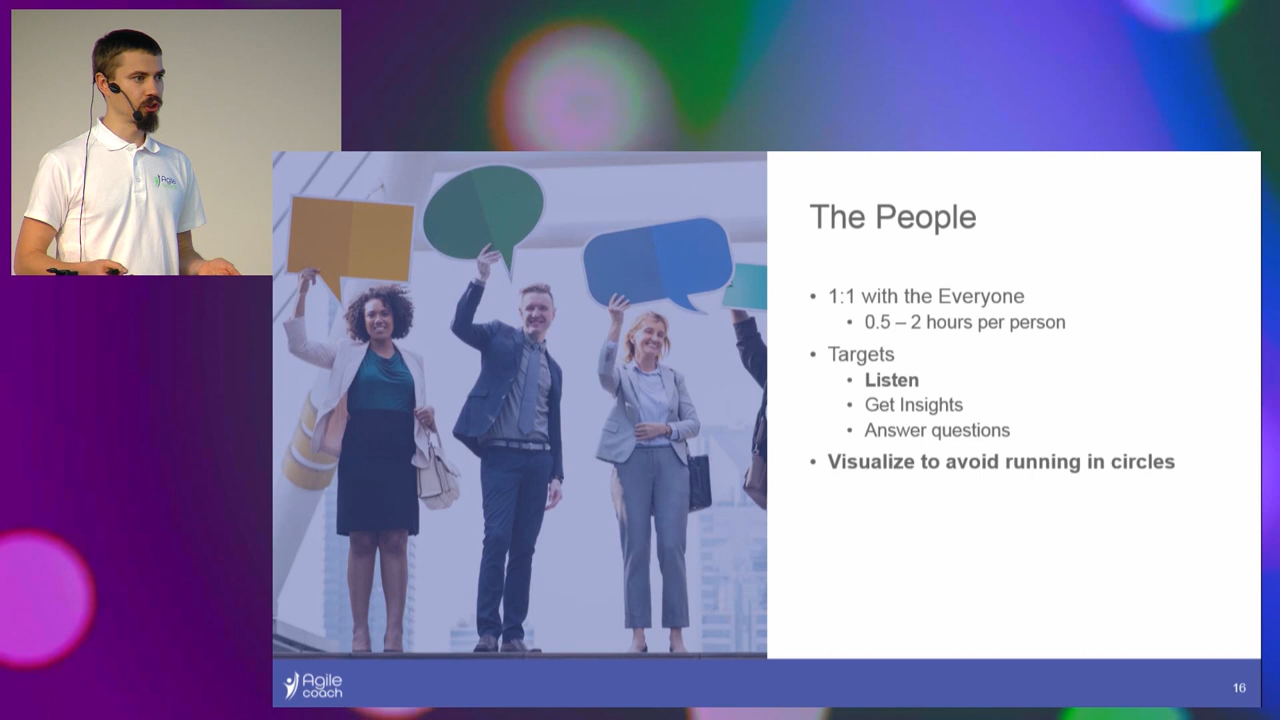 Agile
The People
• 1:1 with the Everyone
• 0.5 – 2 hours per person
• Targets
• Listen
• Get Insights
• Answer questions
• Visualize to avoid running in circles
Agile
coach
16